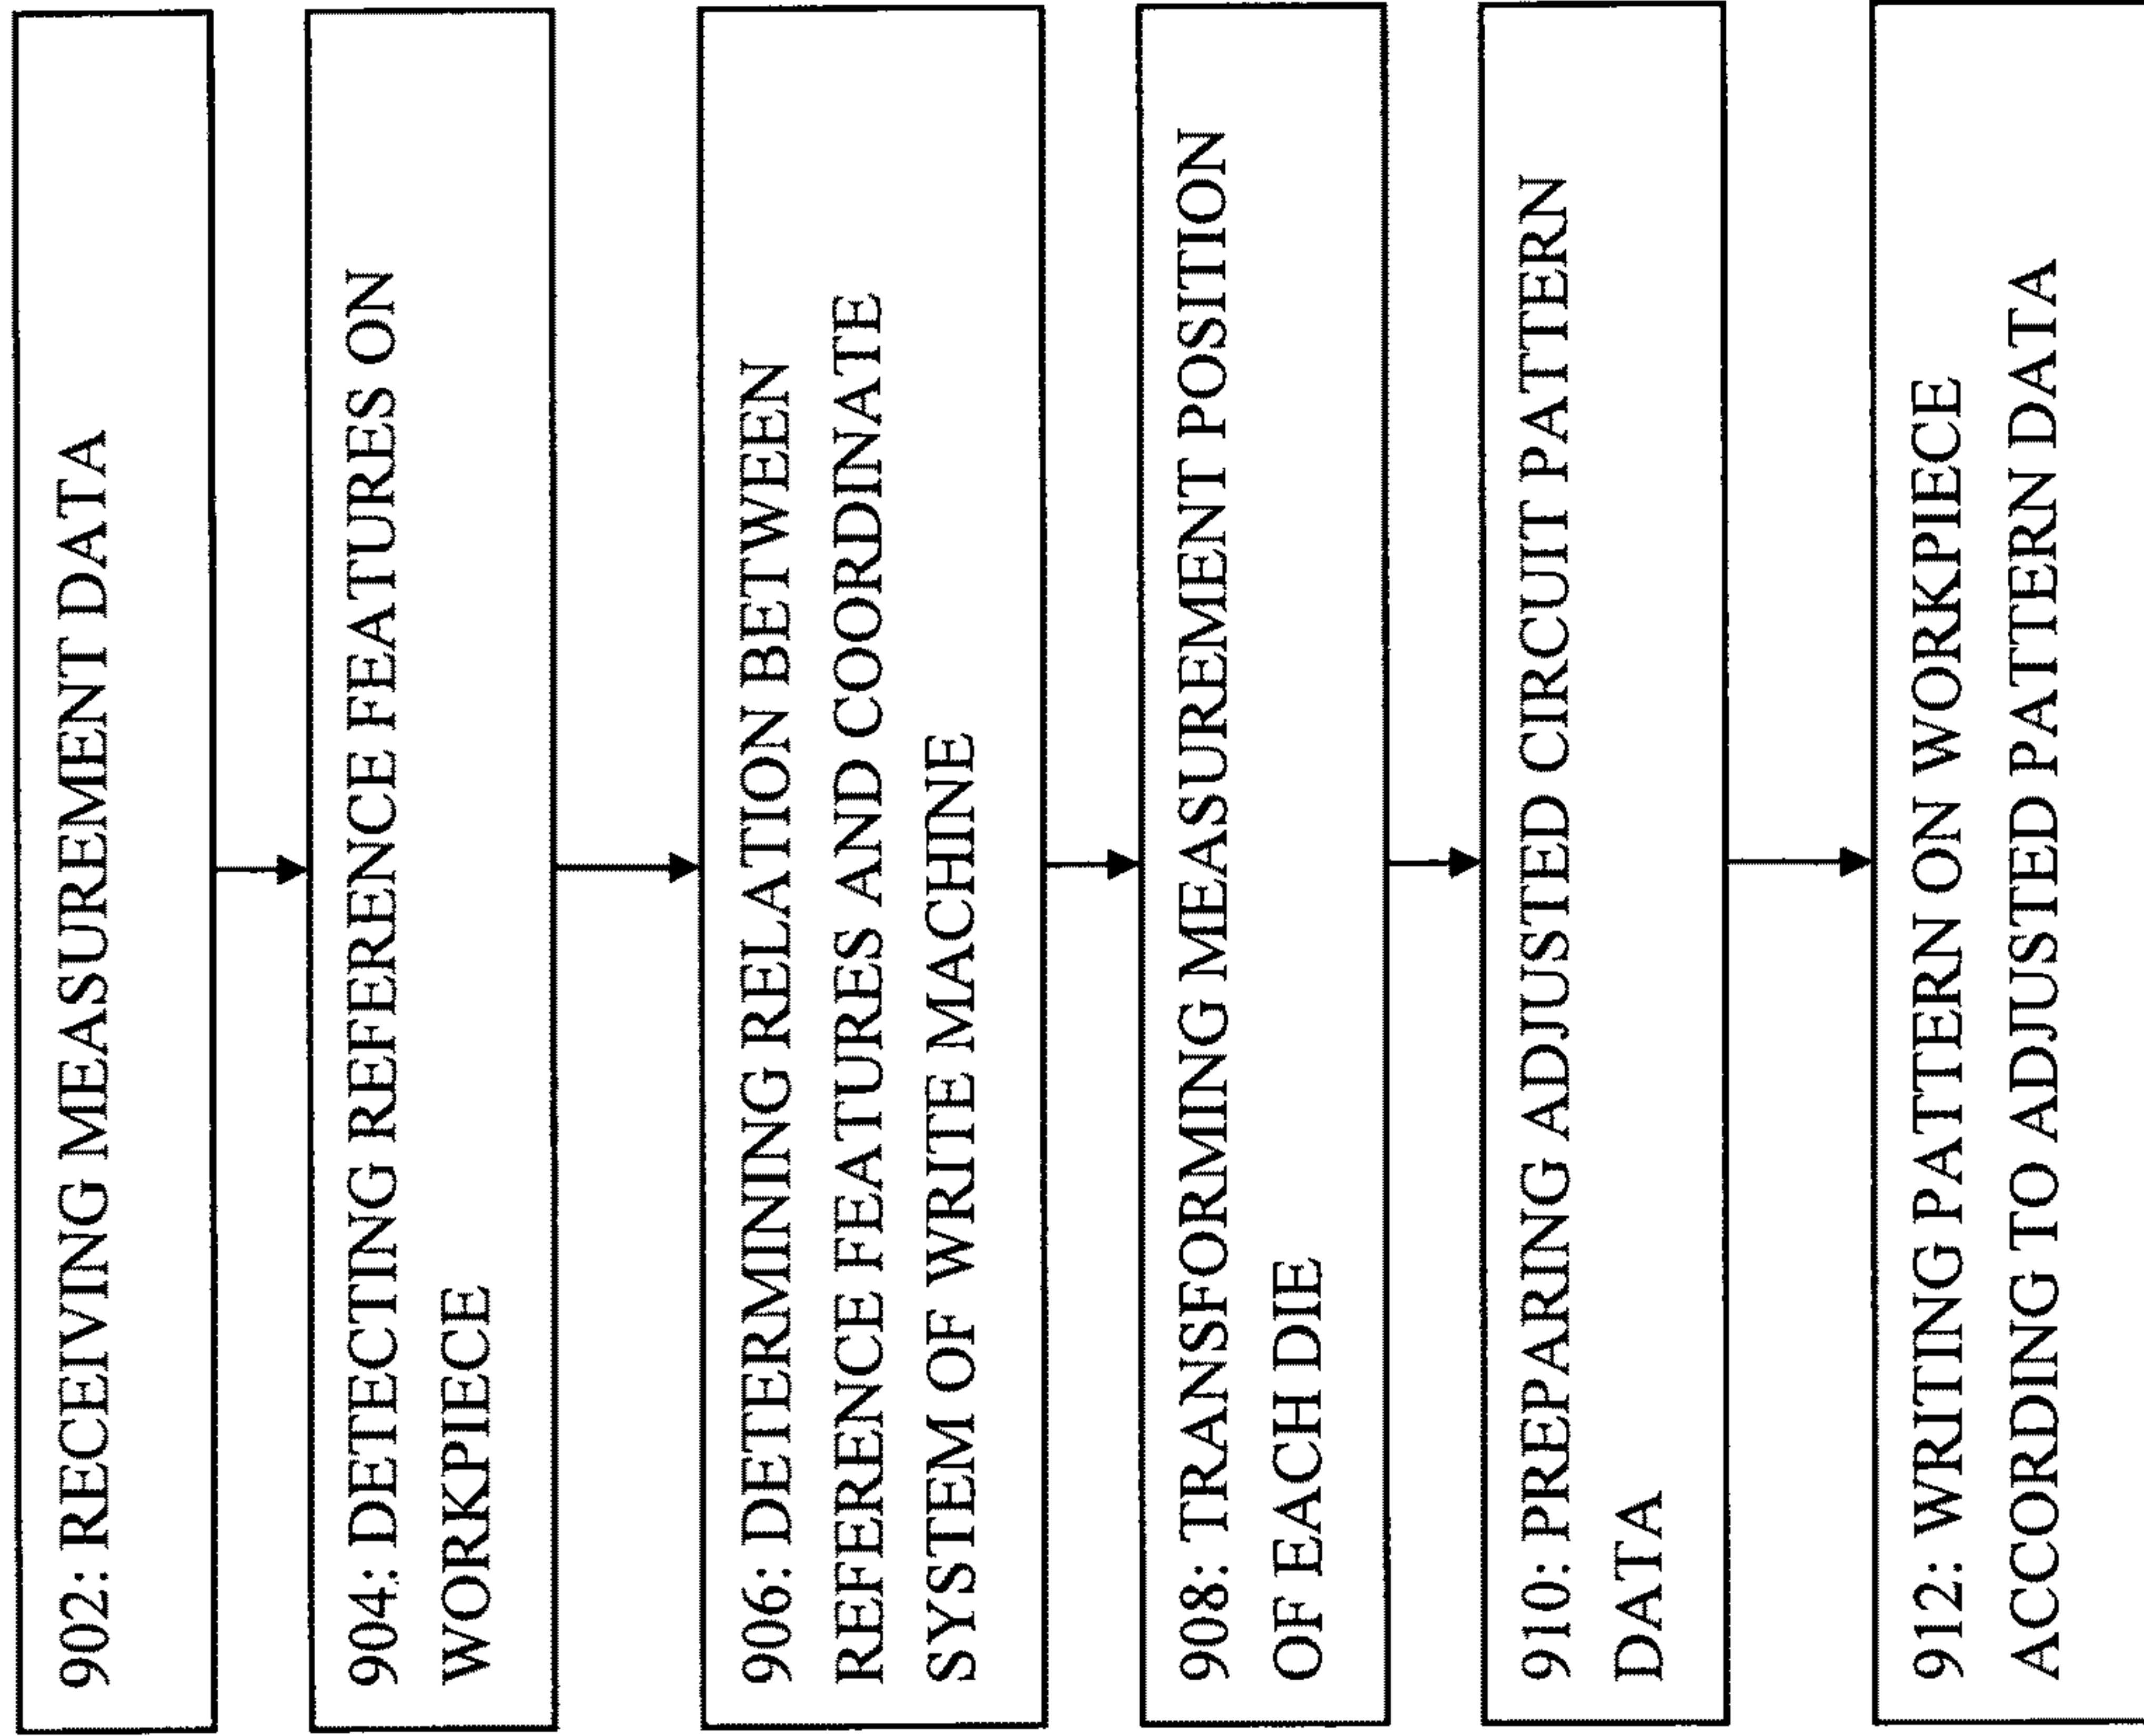 902: RECEIVING MEASUREMENT DATA
904: DETECTING REFERENCE FEATURES ON
WORKPIECE
906: DETERMINING RELATION BETWEEN
REFERENCE FEATURES AND COORDINATE
SYSTEM OF WRITE MACHINE
908: TRANSFORMING MEASUREMENT POSITION
OF EACH DIE
910: PREPARING ADJUSTED CIRCUIT PATTERN
DATA
912: WRITING PATTERN ON WORKPIECE
ACCORDING TO ADJUSTED PATTERN DATA